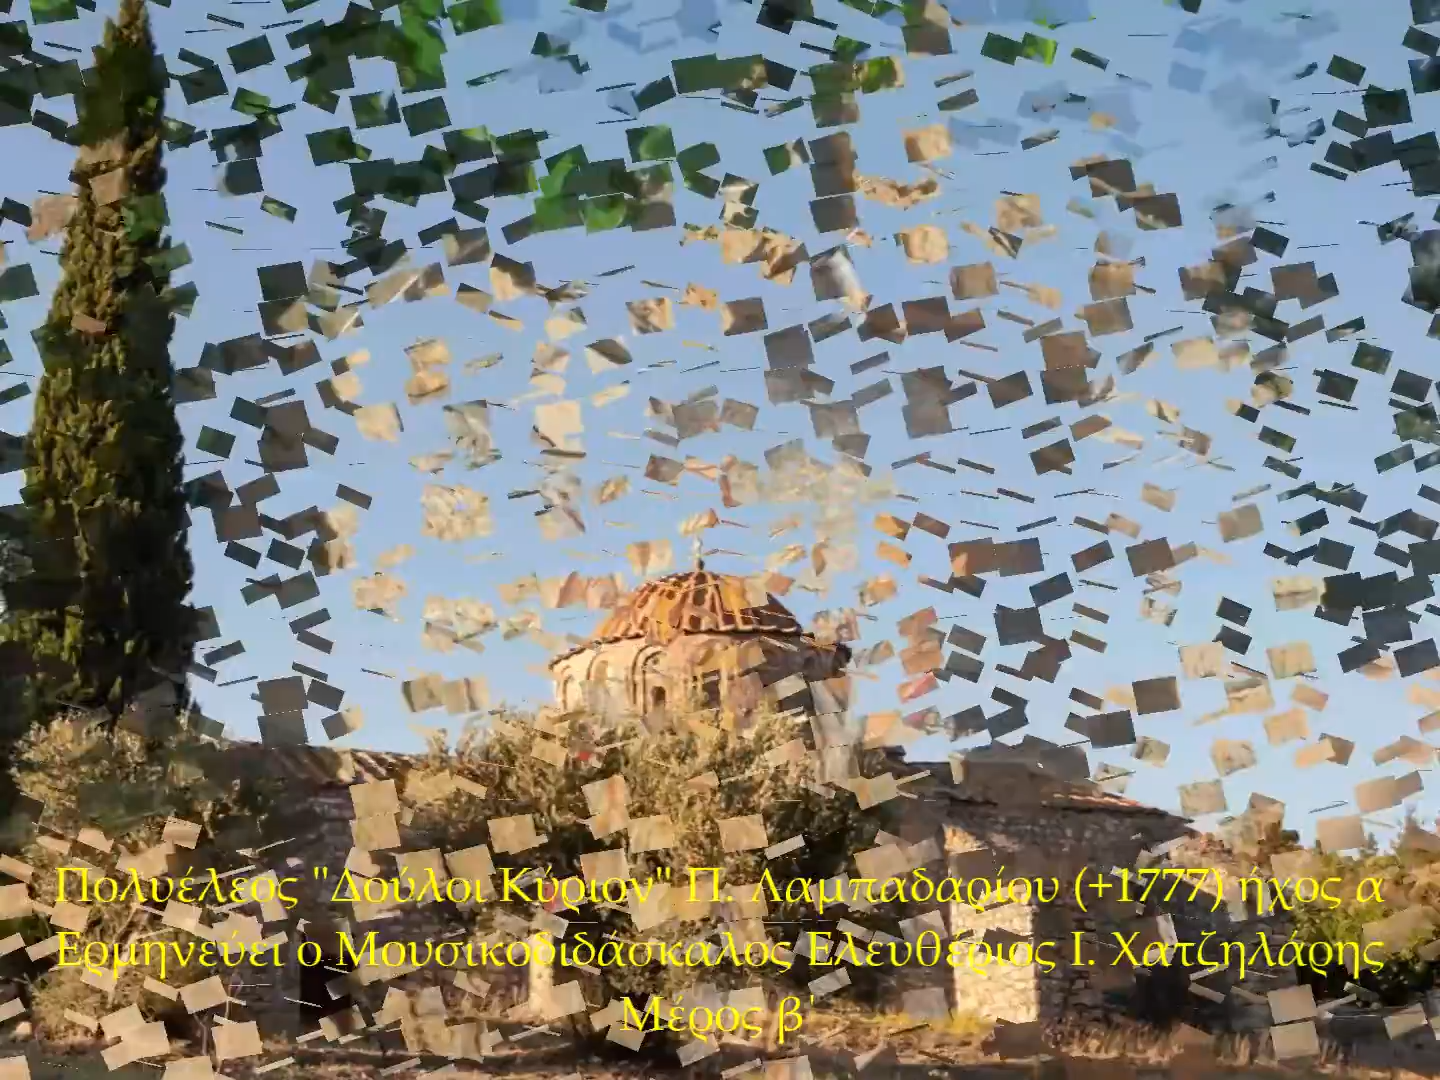 Πολυέλεος "Δούλοι Κύριον" Π. Λαμπαδαρίου (+1777) ήχος α
Ερμηνεύει ο Μουσικοδιδάσκαλος Ελευθέριος Ι. Χατζηλάρης
Μέρος β'